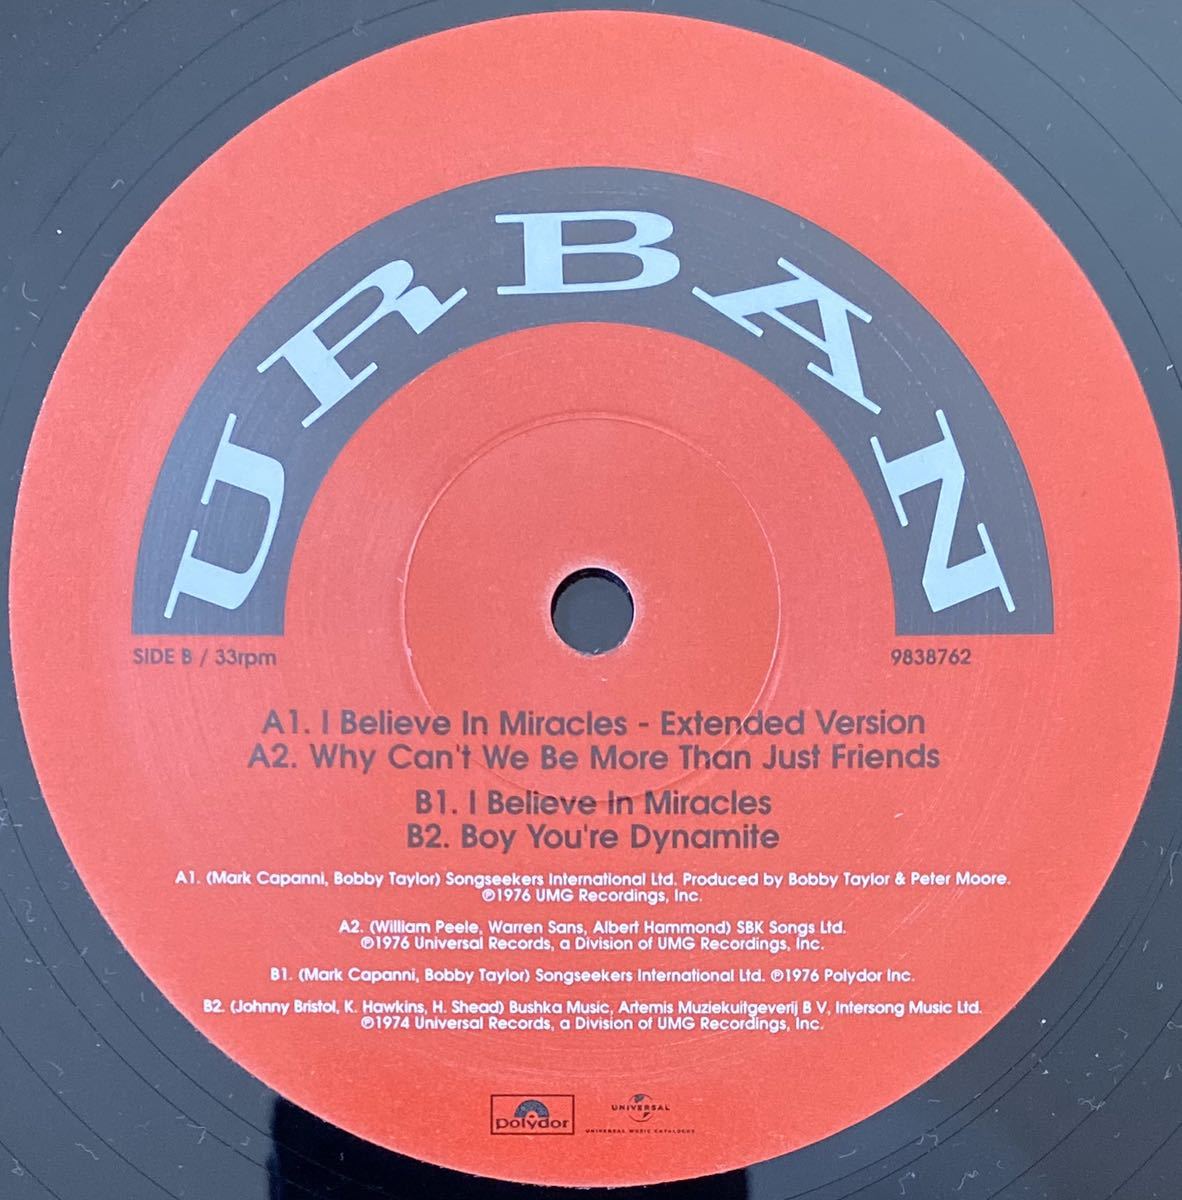 URBAN
SIDE B / 33rpm
9838762
A1. I Believe In Miracles - Extended Version
A2. Why Can't We Be More Than Just Friends
B1. I Believe In Miracles
B2. Boy You're Dynamite
A1. (Mark Capanni, Bobby Taylor) Songseekers International Ltd. Produced by Bobby Taylor & Peter Moore.
℗1976 UMG Recordings, Inc.
A2. (William Peele, Warren Sans, Albert Hammond) SBK Songs Ltd.
℗1976 Universal Records, a Division of UMG Recordings, Inc.
B1. (Mark Capanni, Bobby Taylor) Songseekers International Ltd. ℗1976 Polydor Inc.
B2. (Johnny Bristol, K. Hawkins, H. Shead) Bushka Music, Artemis Muziekuitgeverij B V, Intersong Music Ltd.
℗1974 Universal Records, a Division of UMG Recordings, Inc.
polydor
UNIVERSAL
UNIVERSAL MUSIC CATALOGUE